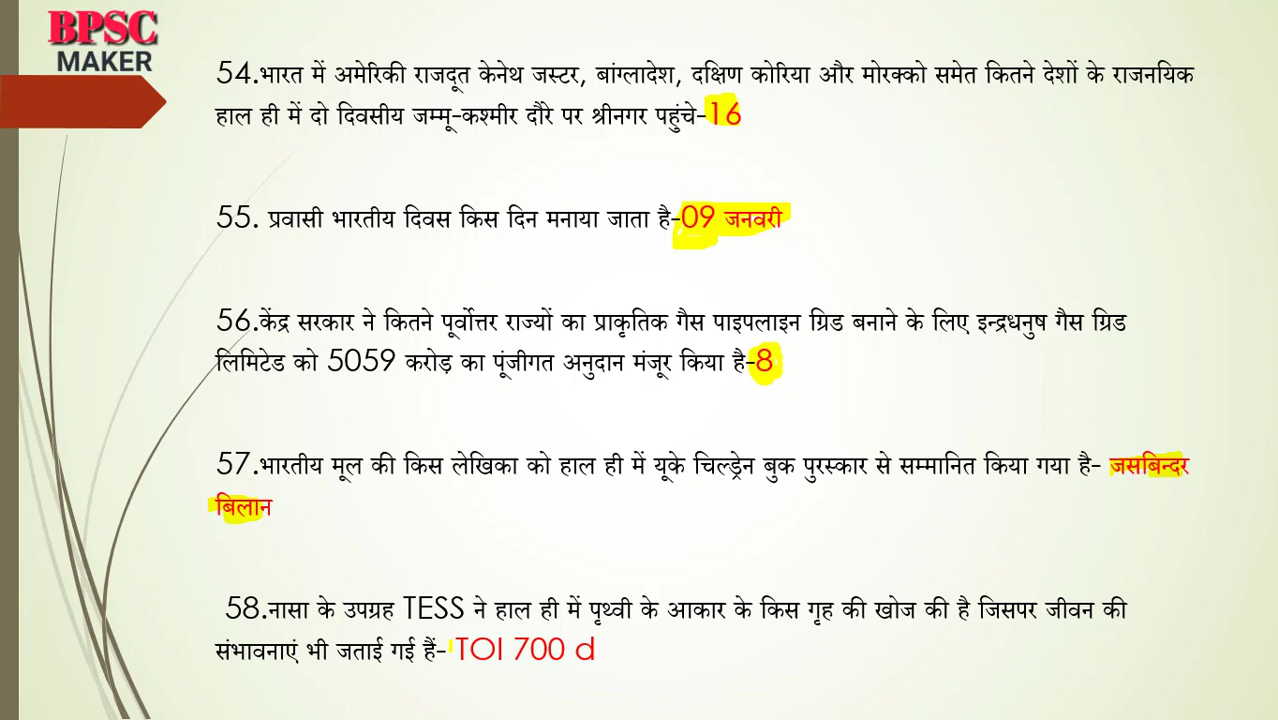 BPSC
MAKER
54.भारत में अमेरिकी राजदूत केनेथ जस्टर, बांग्लादेश, दक्षिण कोरिया और मोरक्को समेत कितने देशों के राजनयिक
हाल ही में दो दिवसीय जम्मू-कश्मीर दौरे पर श्रीनगर पहुंचे-16
55. प्रवासी भारतीय दिवस किस दिन मनाया जाता है-09 जनवरी
56.केंद्र सरकार ने कितने पूर्वोत्तर राज्यों का प्राकृतिक गैस पाइपलाइन ग्रिड बनाने के लिए इन्द्रधनुष गैस ग्रिड
लिमिटेड को 5059 करोड़ का पूंजीगत अनुदान मंजूर किया है-8
57.भारतीय मूल की किस लेखिका को हाल ही में यूके चिल्ड्रेन बुक पुरस्कार से सम्मानित किया गया है- जसबिन्दर
बिलान
58.नासा के उपग्रह TESS ने हाल ही में पृथ्वी के आकार के किस गृह की खोज की है जिसपर जीवन की
संभावनाएं भी जताई गई हैं- TOI 700 d